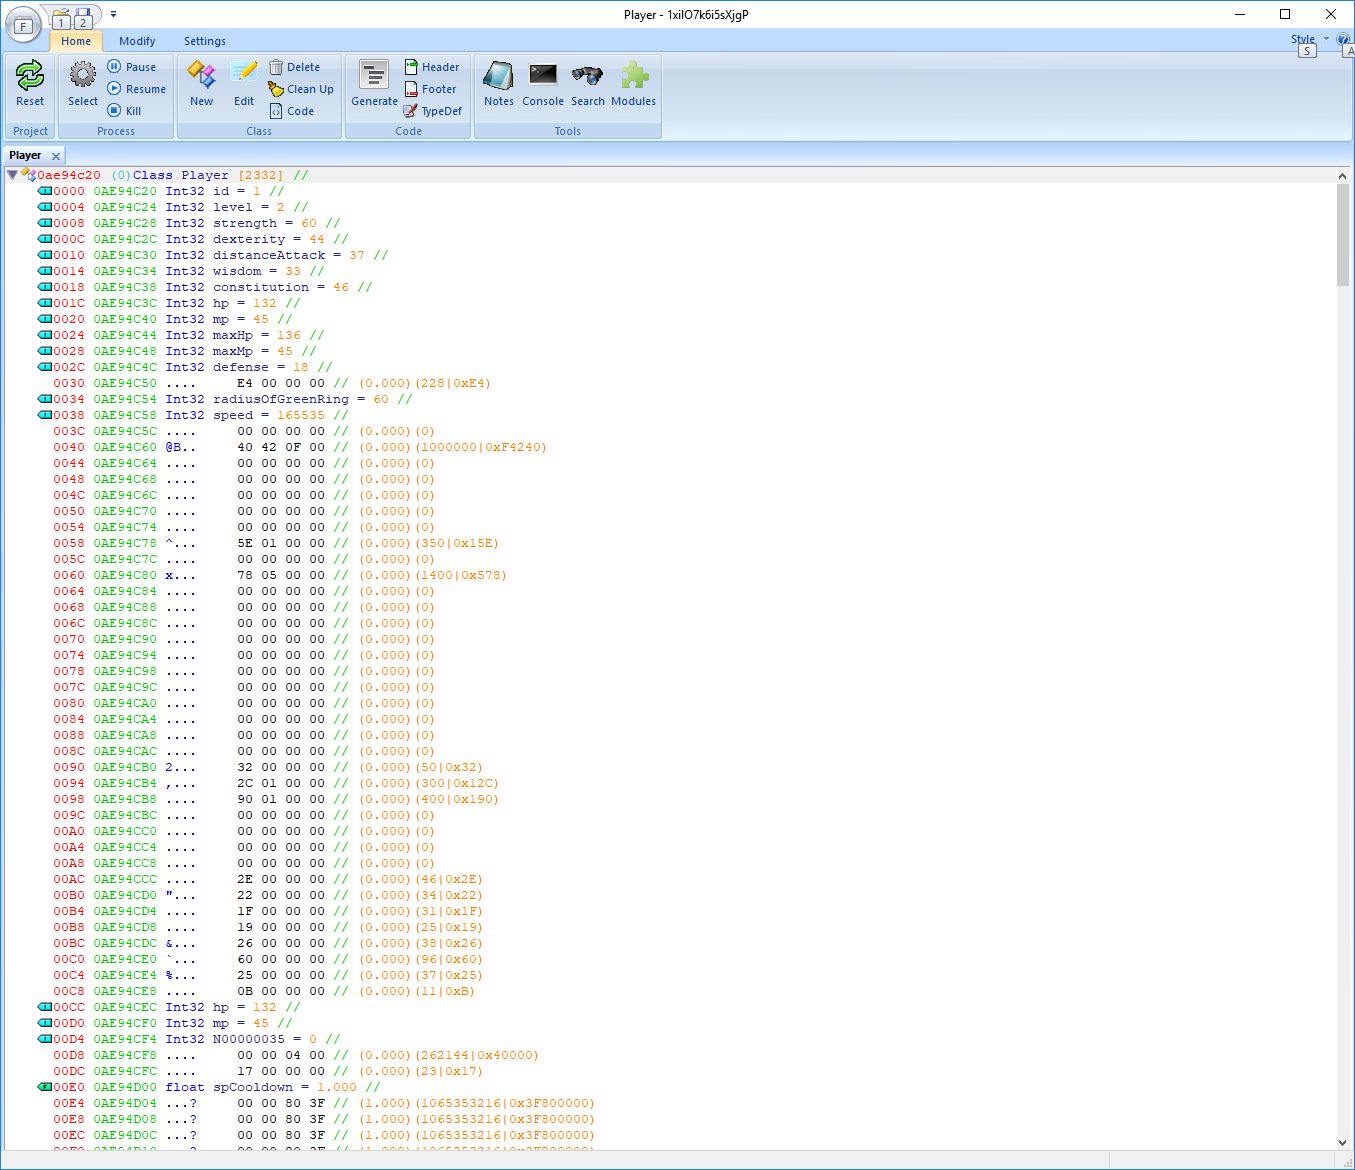 Player - 1xilO7k6i5sXjgP
F 1 2
Home Modify Settings Style S A
Reset Select Pause Resume Kill New Edit Delete Clean Up Code Generate Header Footer TypeDef Notes Console Search Modules
Project Process Class Code Tools
Player x
0ae94c20 (0)Class Player [2332] //
0000 0AE94C20 Int32 id = 1 //
0004 0AE94C24 Int32 level = 2 //
0008 0AE94C28 Int32 strength = 60 //
000C 0AE94C2C Int32 dexterity = 44 //
0010 0AE94C30 Int32 distanceAttack = 37 //
0014 0AE94C34 Int32 wisdom = 33 //
0018 0AE94C38 Int32 constitution = 46 //
001C 0AE94C3C Int32 hp = 132 //
0020 0AE94C40 Int32 mp = 45 //
0024 0AE94C44 Int32 maxHp = 136 //
0028 0AE94C48 Int32 maxMp = 45 //
002C 0AE94C4C Int32 defense = 18 //
0030 0AE94C50 .... E4 00 00 00 // (0.000)(228|0xE4)
0034 0AE94C54 Int32 radiusOfGreenRing = 60 //
0038 0AE94C58 Int32 speed = 165535 //
003C 0AE94C5C .... 00 00 00 00 // (0.000)(0)
0040 0AE94C60 @B.. 40 42 0F 00 // (0.000)(1000000|0xF4240)
0044 0AE94C64 .... 00 00 00 00 // (0.000)(0)
0048 0AE94C68 .... 00 00 00 00 // (0.000)(0)
004C 0AE94C6C .... 00 00 00 00 // (0.000)(0)
0050 0AE94C70 .... 00 00 00 00 // (0.000)(0)
0054 0AE94C74 .... 00 00 00 00 // (0.000)(0)
0058 0AE94C78 ^... 5E 01 00 00 // (0.000)(350|0x15E)
005C 0AE94C7C .... 00 00 00 00 // (0.000)(0)
0060 0AE94C80 x... 78 05 00 00 // (0.000)(1400|0x578)
0064 0AE94C84 .... 00 00 00 00 // (0.000)(0)
0068 0AE94C88 .... 00 00 00 00 // (0.000)(0)
006C 0AE94C8C .... 00 00 00 00 // (0.000)(0)
0070 0AE94C90 .... 00 00 00 00 // (0.000)(0)
0074 0AE94C94 .... 00 00 00 00 // (0.000)(0)
0078 0AE94C98 .... 00 00 00 00 // (0.000)(0)
007C 0AE94C9C .... 00 00 00 00 // (0.000)(0)
0080 0AE94CA0 .... 00 00 00 00 // (0.000)(0)
0084 0AE94CA4 .... 00 00 00 00 // (0.000)(0)
0088 0AE94CA8 .... 00 00 00 00 // (0.000)(0)
008C 0AE94CAC .... 00 00 00 00 // (0.000)(0)
0090 0AE94CB0 2... 32 00 00 00 // (0.000)(50|0x32)
0094 0AE94CB4 ,... 2C 01 00 00 // (0.000)(300|0x12C)
0098 0AE94CB8 .... 90 01 00 00 // (0.000)(400|0x190)
009C 0AE94CBC .... 00 00 00 00 // (0.000)(0)
00A0 0AE94CC0 .... 00 00 00 00 // (0.000)(0)
00A4 0AE94CC4 .... 00 00 00 00 // (0.000)(0)
00A8 0AE94CC8 .... 00 00 00 00 // (0.000)(0)
00AC 0AE94CCC .... 2E 00 00 00 // (0.000)(46|0x2E)
00B0 0AE94CD0 "... 22 00 00 00 // (0.000)(34|0x22)
00B4 0AE94CD4 .... 1F 00 00 00 // (0.000)(31|0x1F)
00B8 0AE94CD8 .... 19 00 00 00 // (0.000)(25|0x19)
00BC 0AE94CDC &... 26 00 00 00 // (0.000)(38|0x26)
00C0 0AE94CE0 `... 60 00 00 00 // (0.000)(96|0x60)
00C4 0AE94CE4 %... 25 00 00 00 // (0.000)(37|0x25)
00C8 0AE94CE8 .... 0B 00 00 00 // (0.000)(11|0xB)
00CC 0AE94CEC Int32 hp = 132 //
00D0 0AE94CF0 Int32 mp = 45 //
00D4 0AE94CF4 Int32 N00000035 = 0 //
00D8 0AE94CF8 .... 00 00 04 00 // (0.000)(262144|0x40000)
00DC 0AE94CFC .... 17 00 00 00 // (0.000)(23|0x17)
00E0 0AE94D00 float spCooldown = 1.000 //
00E4 0AE94D04 ...? 00 00 80 3F // (1.000)(1065353216|0x3F800000)
00E8 0AE94D08 ...? 00 00 80 3F // (1.000)(1065353216|0x3F800000)
00EC 0AE94D0C ...? 00 00 80 3F // (1.000)(1065353216|0x3F800000)
00F0 0AE94D10 ...? 00 00 80 3F // (1.000)(1065353216|0x3F800000)